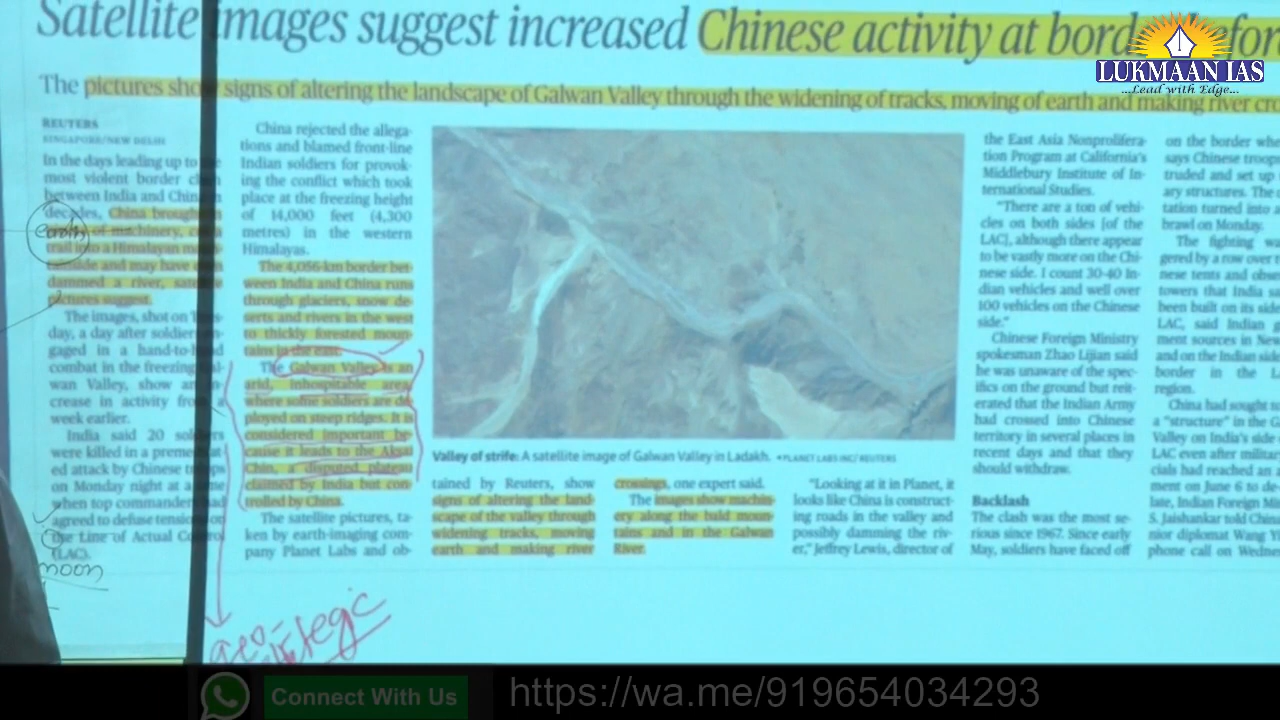 Satellite images suggest increased Chinese activity at
LUKMAAN IAS
...Lead with Edge...
The pictures show signs of altering the landscape of Galwan Valley through the widening of tracks, moving of earth and making river
REUTERS
SINGAPORE/NEW DELHI
In the days leading up to
most violent border
between India and
decades, China
of machinery,
trail into a Himalayan
and may have
dammed a river,
pictures suggest.
The images, shot on
day, a day after
gaged in a
combat in the freezing
wan Valley, show an
crease in activity from a
week earlier.
India said 20
were killed in a
ed attack by Chinese
on Monday night at a
when top commanders had
agreed to defuse tensions on
the Line of Actual Control
(LAC).
earth
moon
China rejected the allega-
tions and blamed front-line
Indian soldiers for provok-
ing the conflict which took
place at the freezing height
of 14,000 feet (4,300
metres) in the western
Himalayas.
The 4,056-km border bet-
ween India and China runs
through glaciers, snow de-
serts and rivers in the west
to thickly forested moun-
tains in the east.
The Galwan Valley is an
arid, inhospitable area,
where some soldiers are de-
ployed on steep ridges. It is
considered important be-
cause it leads to the Aksai
Chin, a disputed plateau
claimed by India but con-
trolled by China.
The satellite pictures, ta-
ken by earth-imaging com-
pany Planet Labs and ob-
Valley of strife: A satellite image of Galwan Valley in Ladakh. •PLANET LABS INC/REUTERS
tained by Reuters, show
signs of altering the land-
scape of the valley through
widening tracks, moving
earth and making river
crossings, one expert said.
The images show machin-
ery along the bald moun-
tains and in the Galwan
River.
"Looking at it in Planet, it
looks like China is construct-
ing roads in the valley and
possibly damming the riv-
er," Jeffrey Lewis, director of
the East Asia Nonprolifera-
tion Program at California's
Middlebury Institute of In-
ternational Studies.
"There are a ton of vehi-
cles on both sides [of the
LAC], although there appear
to be vastly more on the Chi-
nese side. I count 30-40 In-
dian vehicles and well over
100 vehicles on the Chinese
side."
Chinese Foreign Ministry
spokesman Zhao Lijian said
he was unaware of the spec-
ifics on the ground but reit-
erated that the Indian Army
had crossed into Chinese
territory in several places in
recent days and that they
should withdraw.
Backlash
The clash was the most se-
rious since 1967. Since early
May, soldiers have faced off
on the border
says Chinese
truded and set up
ary structures. The
tation turned into a
brawl on Monday.
The fighting
gered by a row over
nese tents and
towers that India
been built on its side
LAC, said Indian
ment sources in New
and on the Indian side
border in the
region.
China had sought
a "structure" in the
Valley on India's side
LAC even after
cials had reached an
ment on June 6 to de-
late, Indian Foreign
S. Jaishankar told
nior diplomat Wang Yi
phone call on
Geo-
strategic
Connect With Us
https://wa.me/919654034293